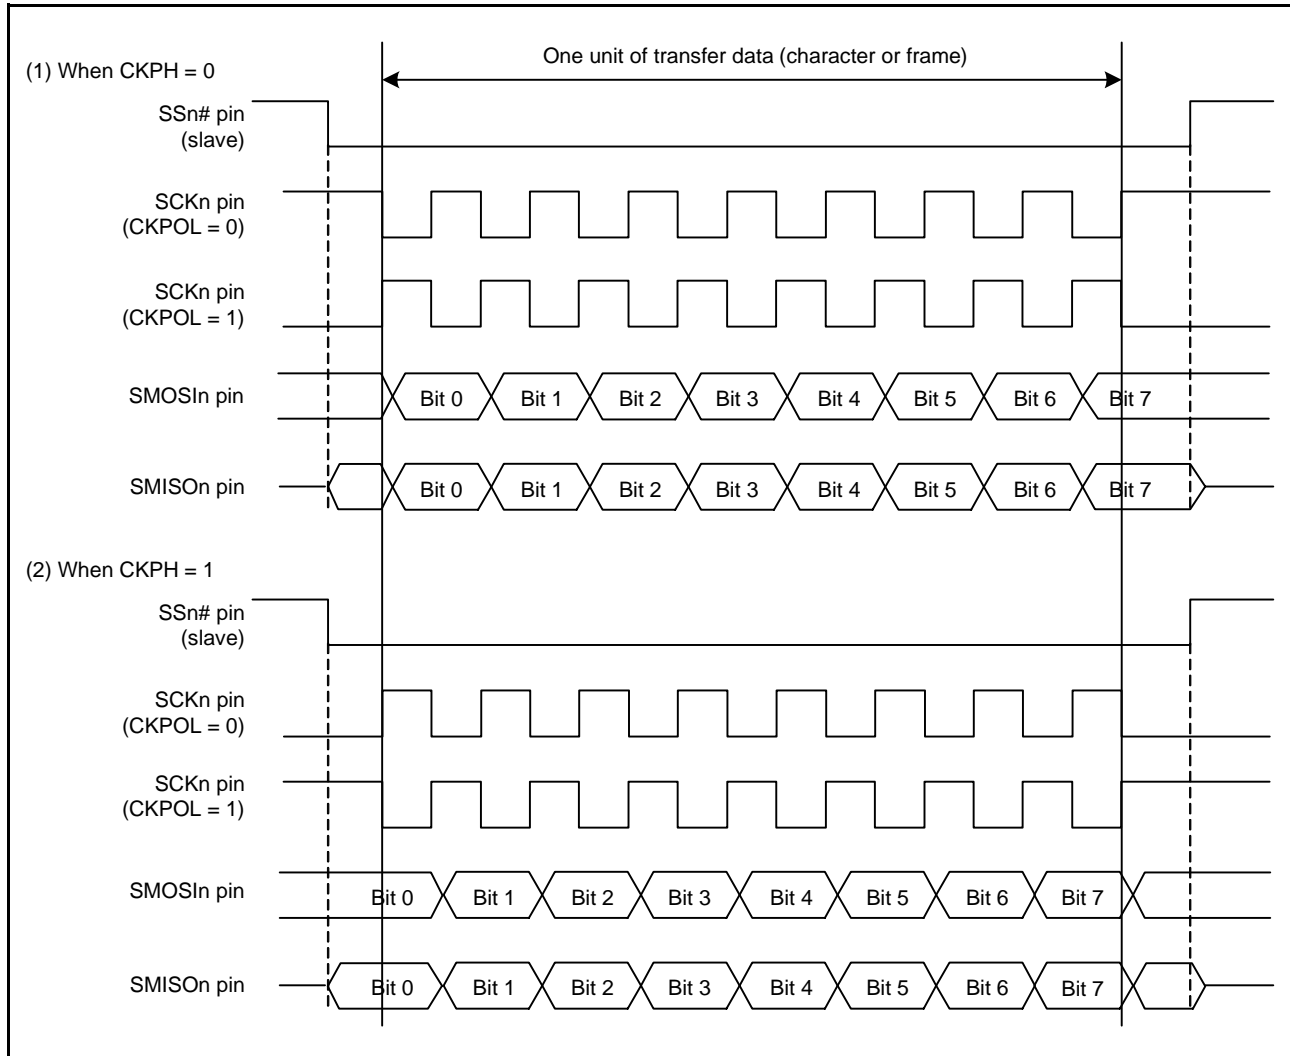 One unit of transfer data (character or frame)
(1) When CKPH = 0
SSn# pin
(slave)
SCKn pin
(CKPOL = 0)
SCKn pin
(CKPOL = 1)
SMOSIn pin
Bit 0 Bit 1 Bit 2 Bit 3 Bit 4 Bit 5 Bit 6 Bit 7
SMISOn pin
Bit 0 Bit 1 Bit 2 Bit 3 Bit 4 Bit 5 Bit 6 Bit 7
(2) When CKPH = 1
SSn# pin
(slave)
SCKn pin
(CKPOL = 0)
SCKn pin
(CKPOL = 1)
SMOSIn pin
Bit 0 Bit 1 Bit 2 Bit 3 Bit 4 Bit 5 Bit 6 Bit 7
SMISOn pin
Bit 0 Bit 1 Bit 2 Bit 3 Bit 4 Bit 5 Bit 6 Bit 7